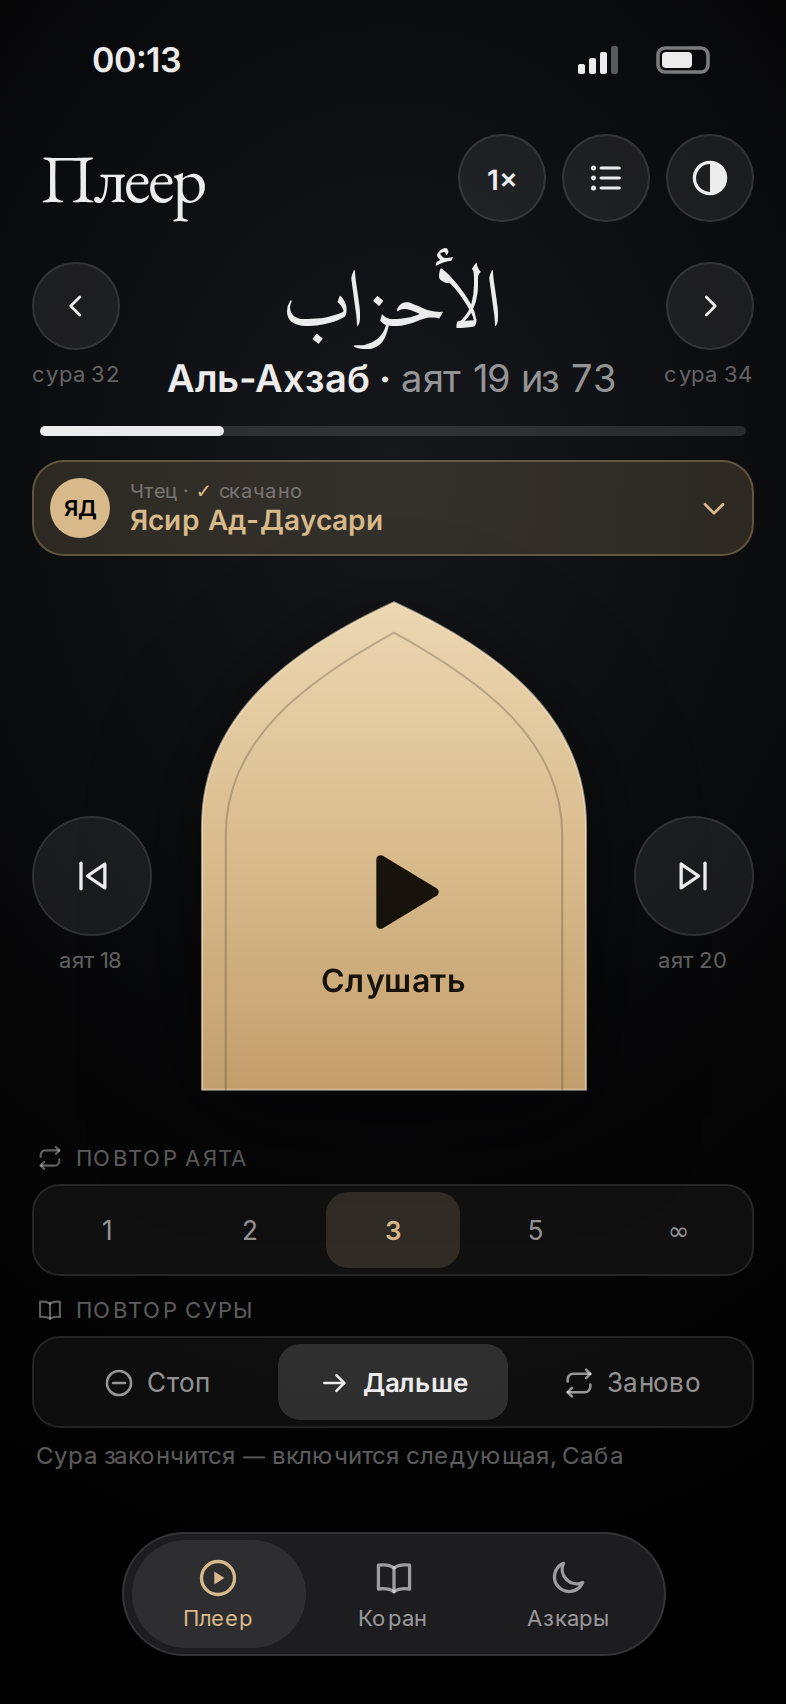 00:13
Плеер
1×
الأحزاب
сура 32
Аль-Ахзаб · аят 19 из 73
сура 34
ЯД
Чтец · ✓ скачано
Ясир Ад-Даусари
Слушать
аят 18
аят 20
ПОВТОР АЯТА
1 2 3 5 ∞
ПОВТОР СУРЫ
Стоп Дальше Заново
Сура закончится — включится следующая, Саба
Плеер Коран Азкары